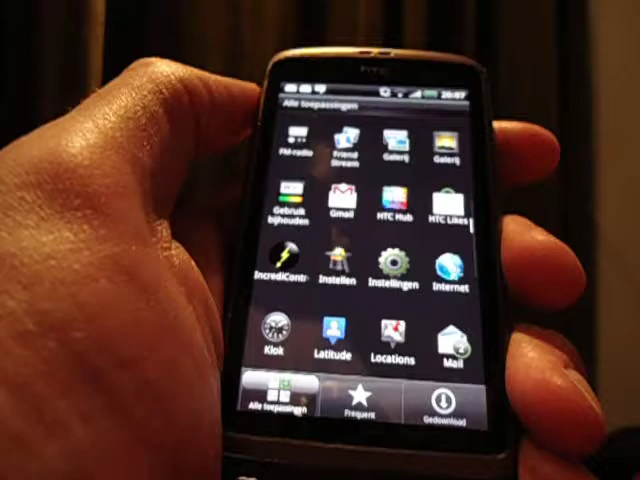 hTC
20:07
Alle toepassingen
FM-radio
Friend
Stream
Galerij
Galerij
Gebruik
bijhouden
Gmail
HTC Hub
HTC Likes
IncrediContr
Instellen
Instellingen
Internet
Klok
Latitude
Locations
Mail
Alle toepassingen
Frequent
Gedownload